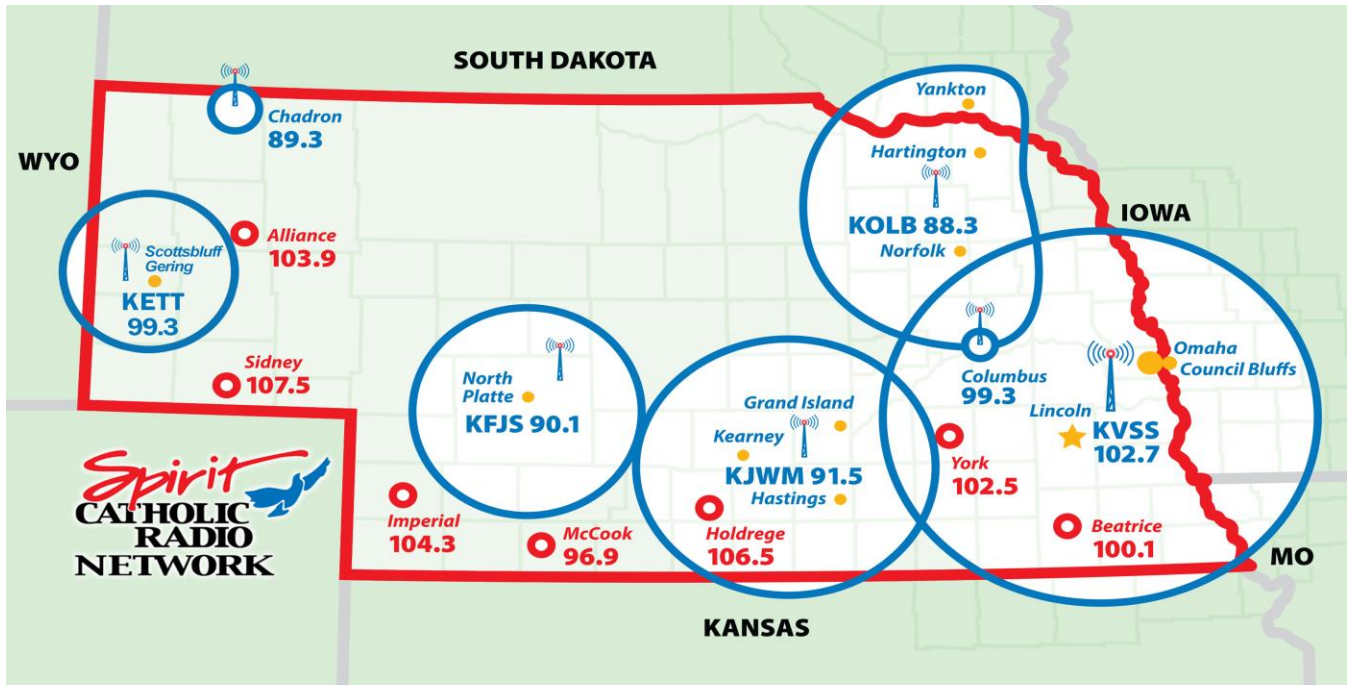 SOUTH DAKOTA
WYO
Chadron
89.3
Yankton
Hartington
KOLB 88.3
Norfolk
IOWA
Scottsbluff
Gering
KETT
99.3
Alliance
103.9
Sidney
107.5
North
Platte
KFJS 90.1
Grand Island
Kearney
KJWM 91.5
Hastings
Columbus
99.3
Omaha
Council Bluffs
Lincoln
KVSS
102.7
York
102.5
Imperial
104.3
McCook
96.9
Holdrege
106.5
Beatrice
100.1
MO
KANSAS
Spirit
CATHOLIC
RADIO
NETWORK